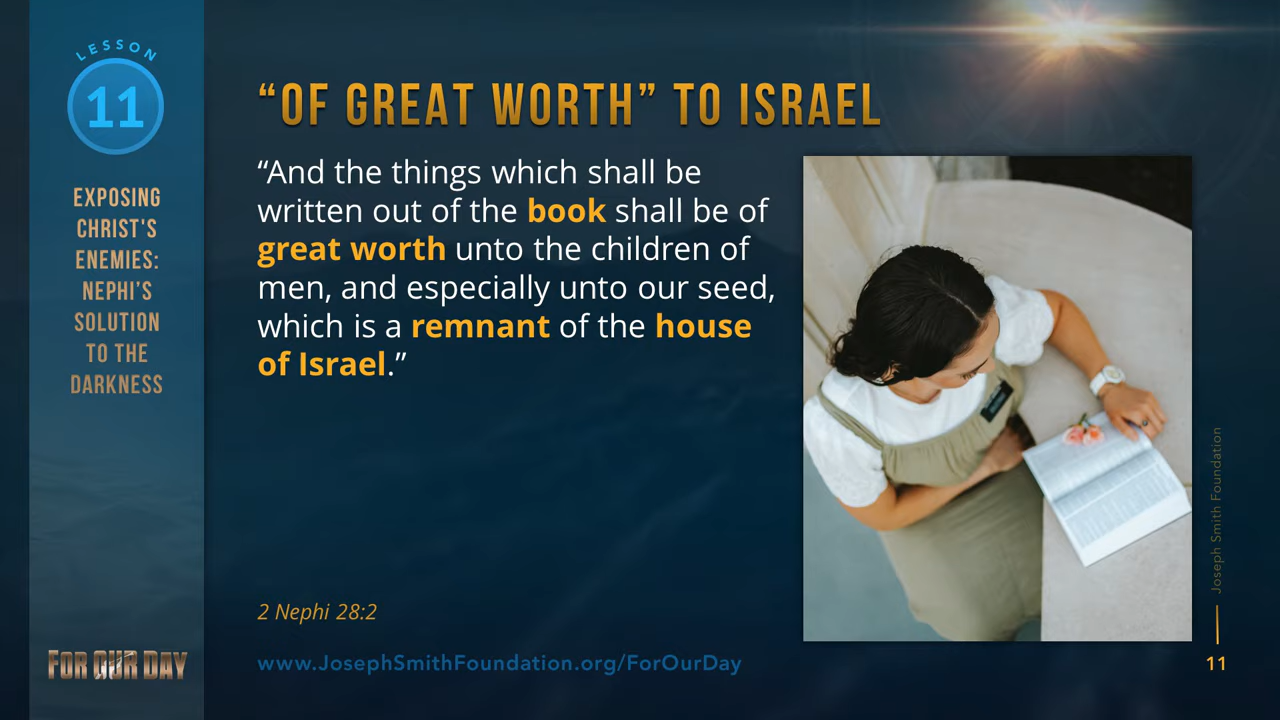 LESSON
11
EXPOSING
CHRIST'S
ENEMIES:
NEPHI'S
SOLUTION
TO THE
DARKNESS
FOR OUR DAY
“OF GREAT WORTH” TO ISRAEL
“And the things which shall be
written out of the book shall be of
great worth unto the children of
men, and especially unto our seed,
which is a remnant of the house
of Israel.”
2 Nephi 28:2
www.JosephSmithFoundation.org/ForOurDay
Joseph Smith Foundation
11